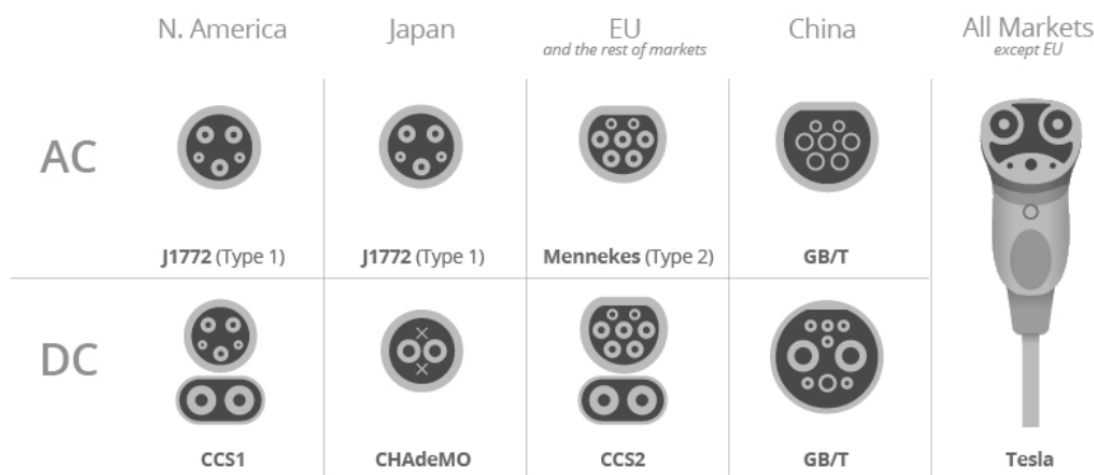 N. America
Japan
EU
and the rest of markets
China
All Markets
except EU
AC
J1772 (Type 1)
J1772 (Type 1)
Mennekes (Type 2)
GB/T
DC
CCS1
CHAdeMO
CCS2
GB/T
Tesla